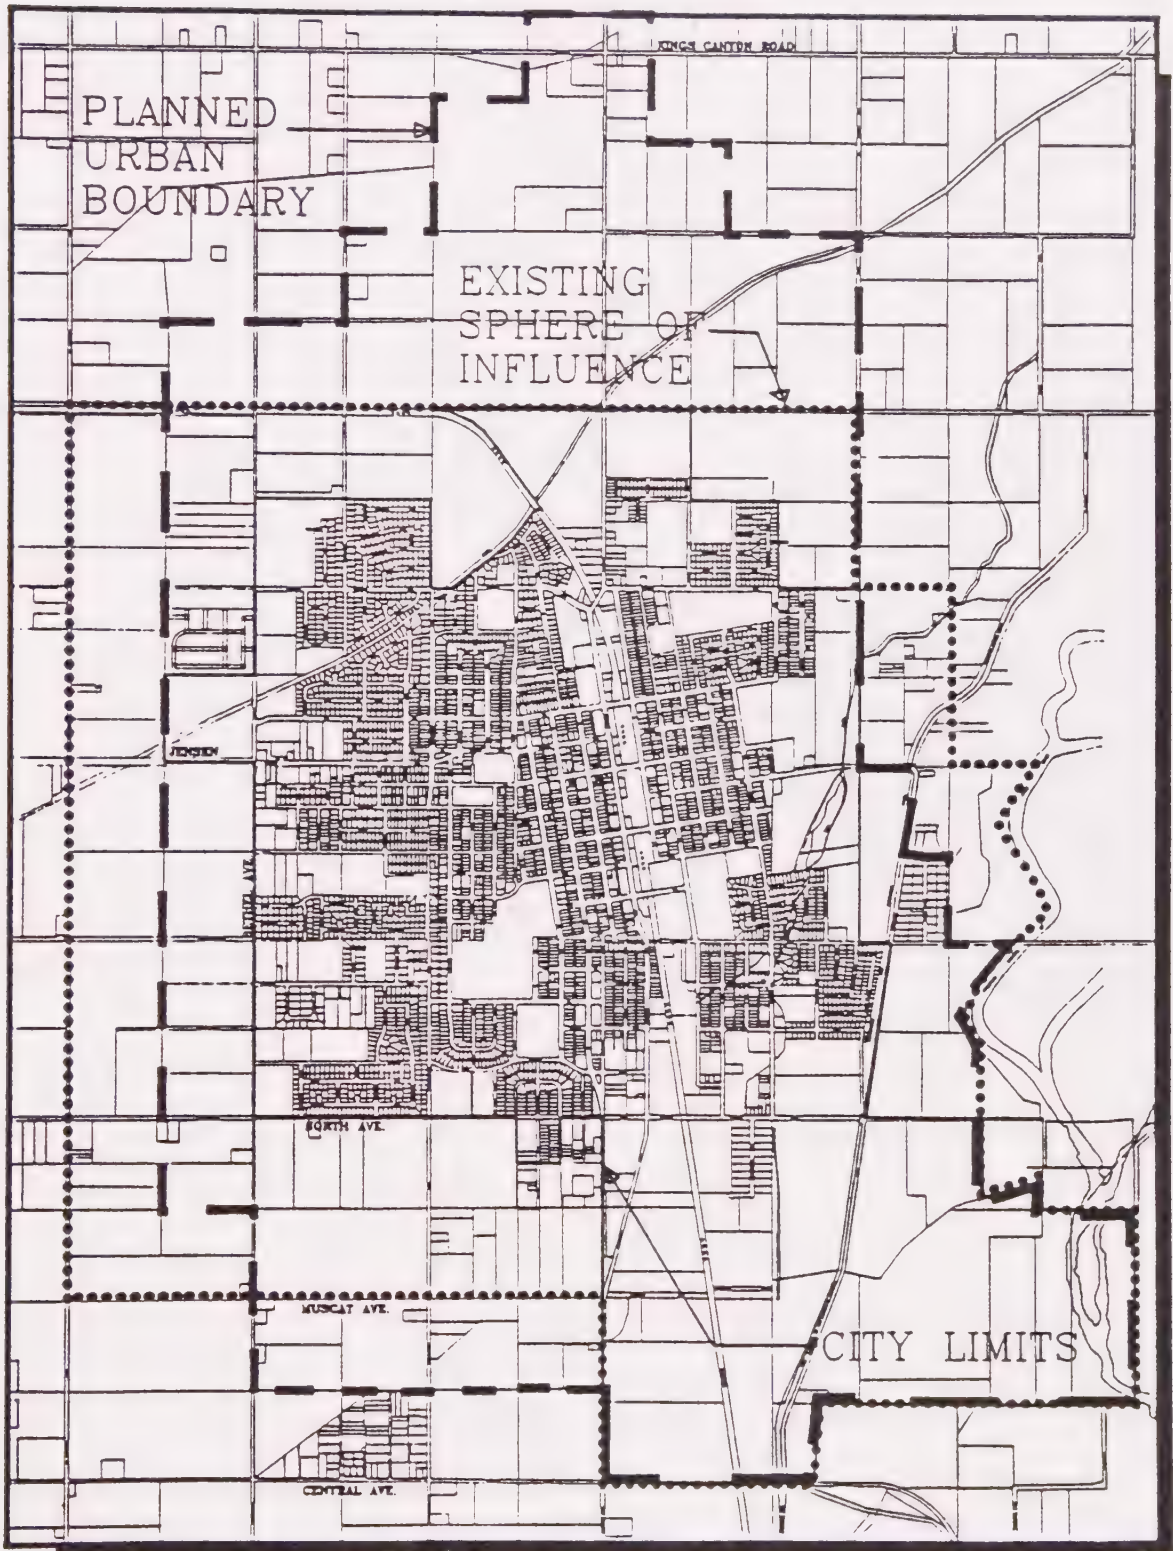 KINGS CANYON ROAD
PLANNED
URBAN
BOUNDARY
EXISTING
SPHERE OF
INFLUENCE
JENSEN
BETHEL AVE.
NORTH AVE.
MUSCAT AVE.
CITY LIMITS
CENTRAL AVE.